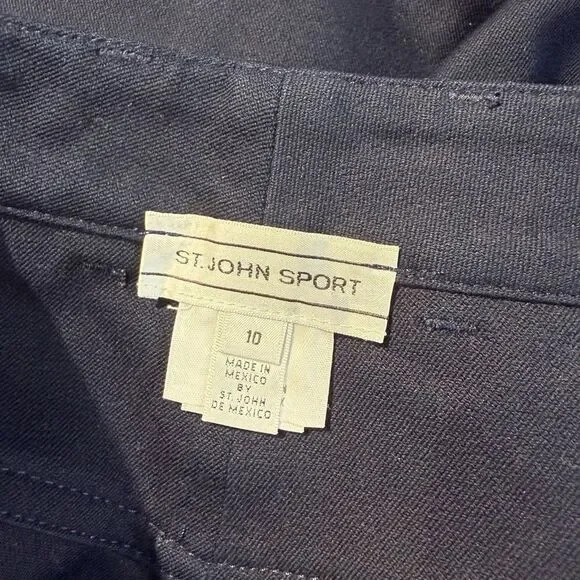 ST. JOHN SPORT
10
MADE IN
MEXICO
BY
ST. JOHN
DE MEXICO